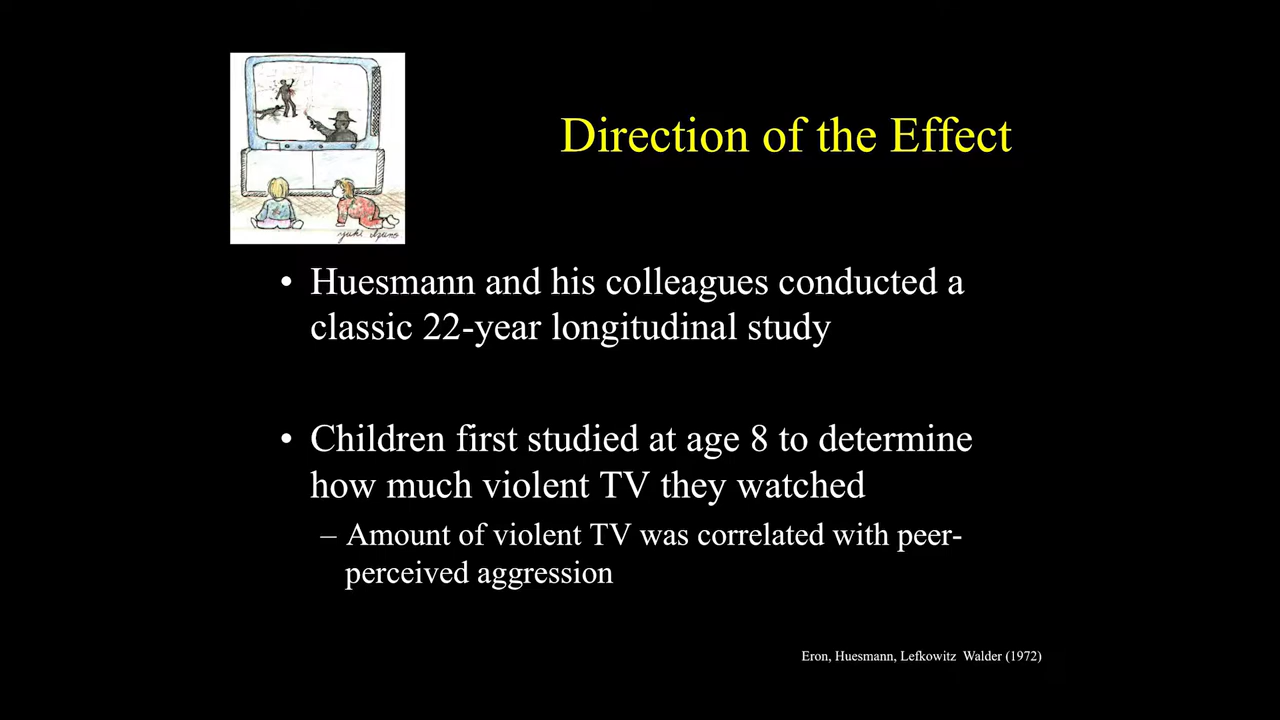 Direction of the Effect
• Huesmann and his colleagues conducted a
classic 22-year longitudinal study
• Children first studied at age 8 to determine
how much violent TV they watched
– Amount of violent TV was correlated with peer-
perceived aggression
Eron, Huesmann, Lefkowitz Walder (1972)